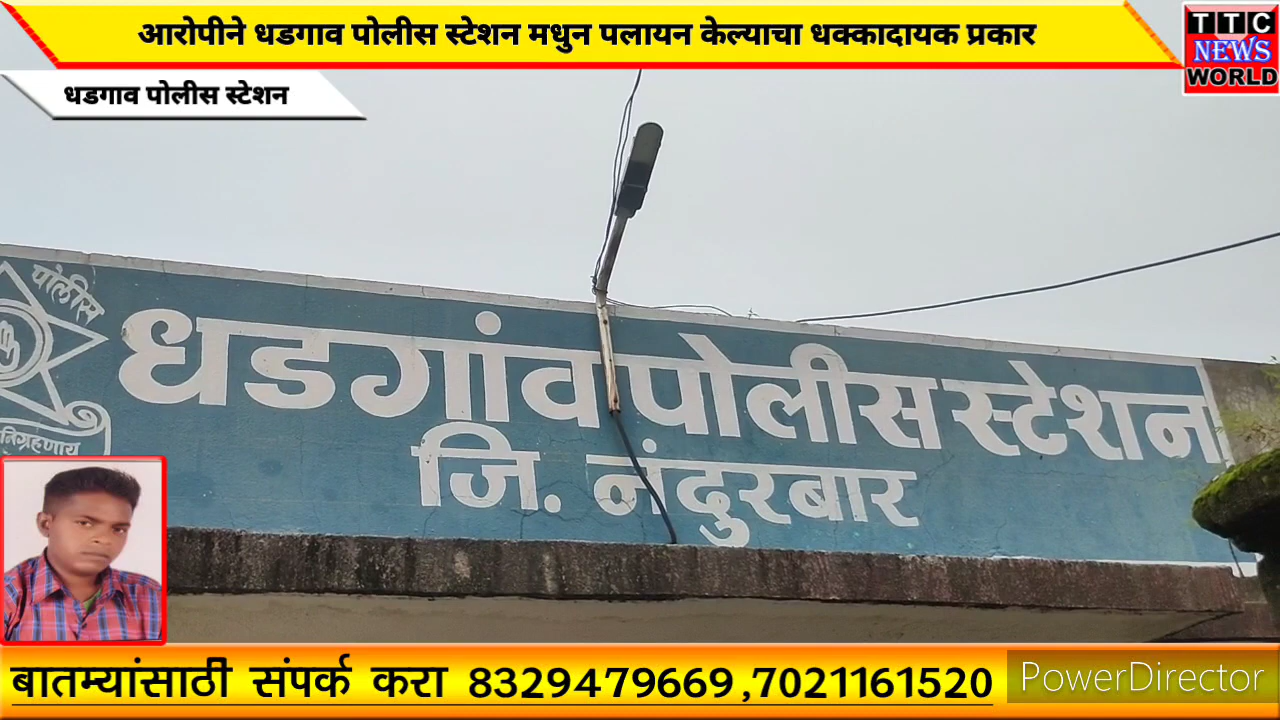 आरोपीने धडगाव पोलीस स्टेशन मधुन पलायन केल्याचा धक्कादायक प्रकार
TTC
NEWS
WORLD
धडगाव पोलीस स्टेशन
पोलीस
धडगांव पोलीस स्टेशन
निग्रहणाय
जि. नंदुरबार
बातम्यांसाठी संपर्क करा 8329479669,7021161520
PowerDirector